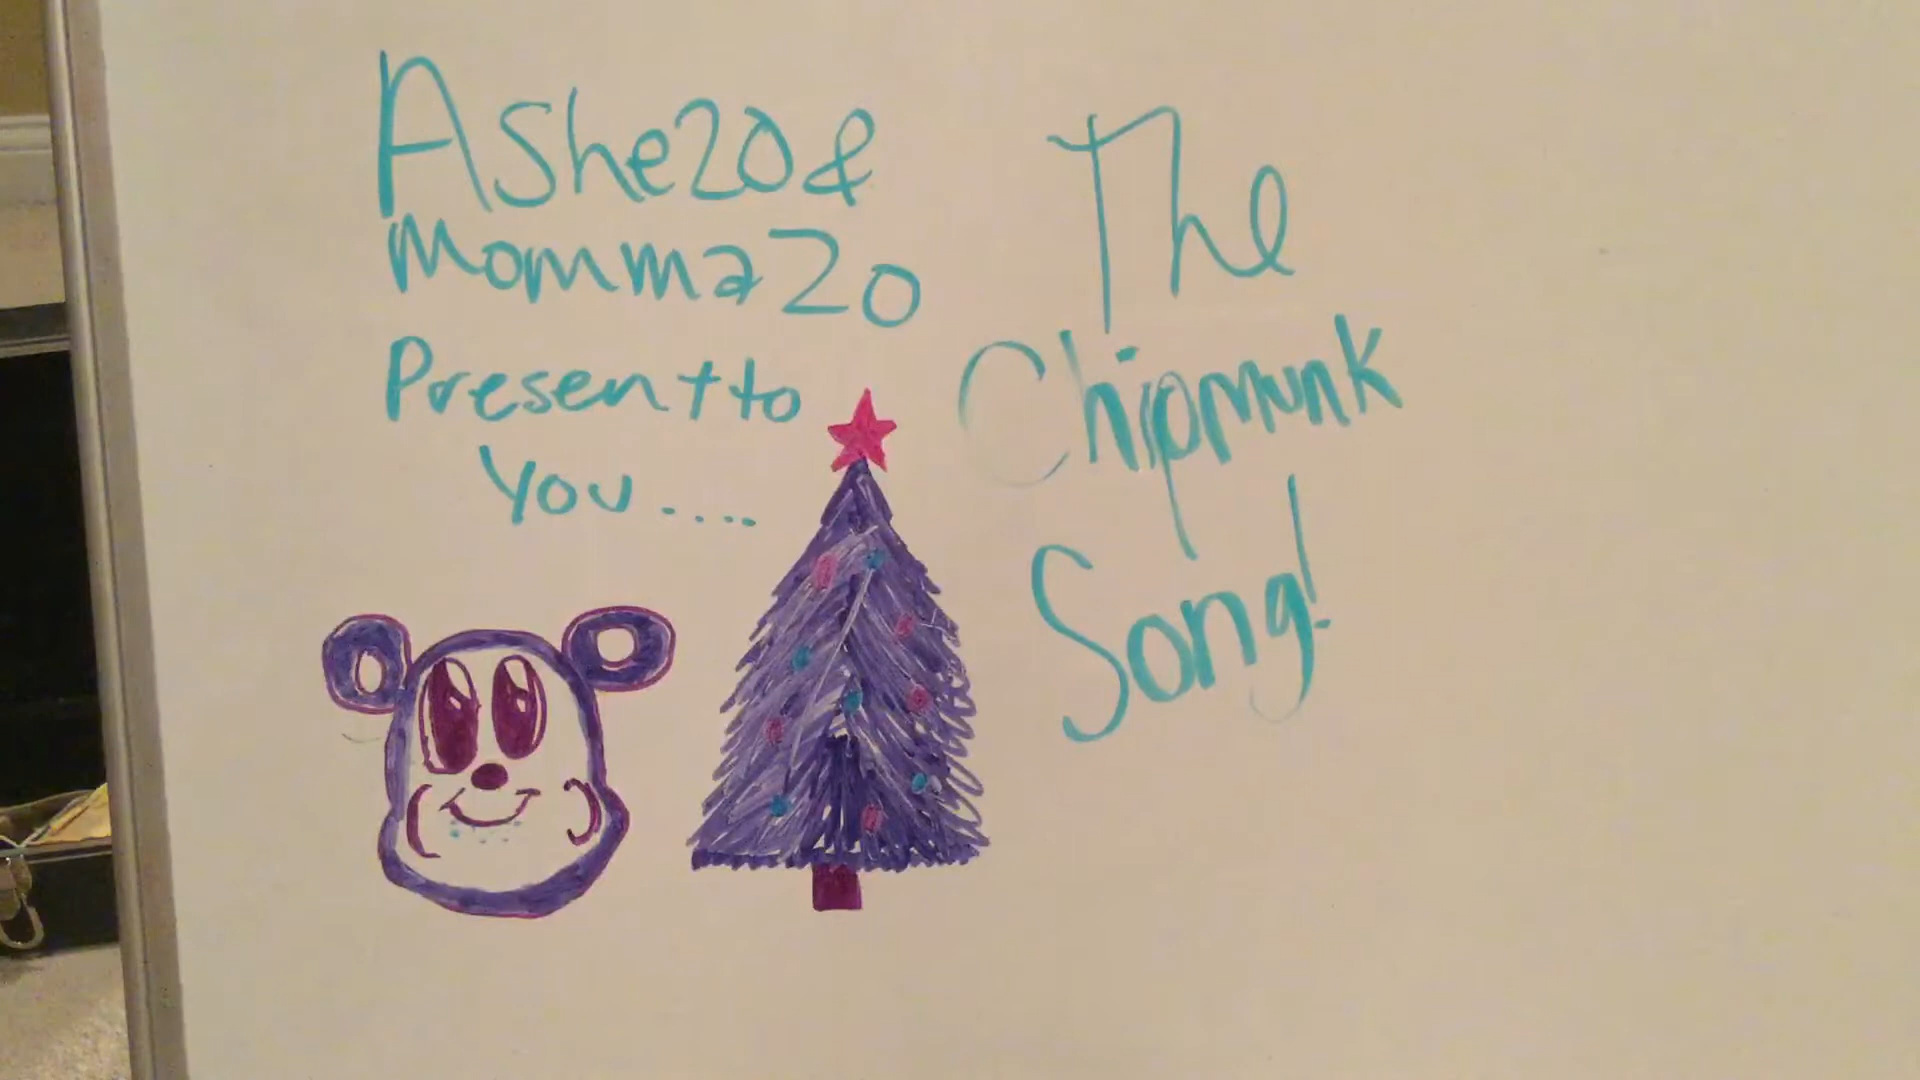 Ashe20 &
Momma20
Present to
You....
The
Chipmunk
Song!